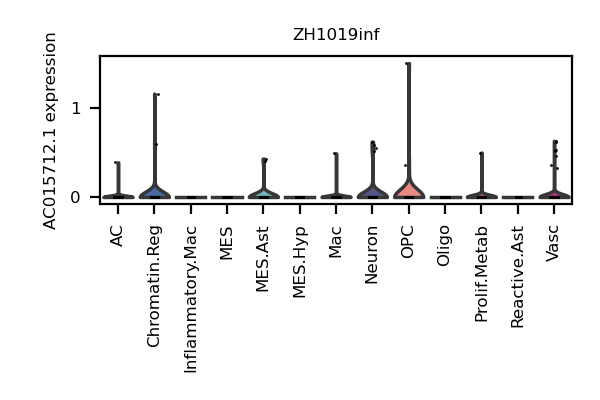 ZH1019inf
AC015712.1 expression
1
0
AC
Chromatin.Reg
Inflammatory.Mac
MES
MES.Ast
MES.Hyp
Mac
Neuron
OPC
Oligo
Prolif.Metab
Reactive.Ast
Vasc